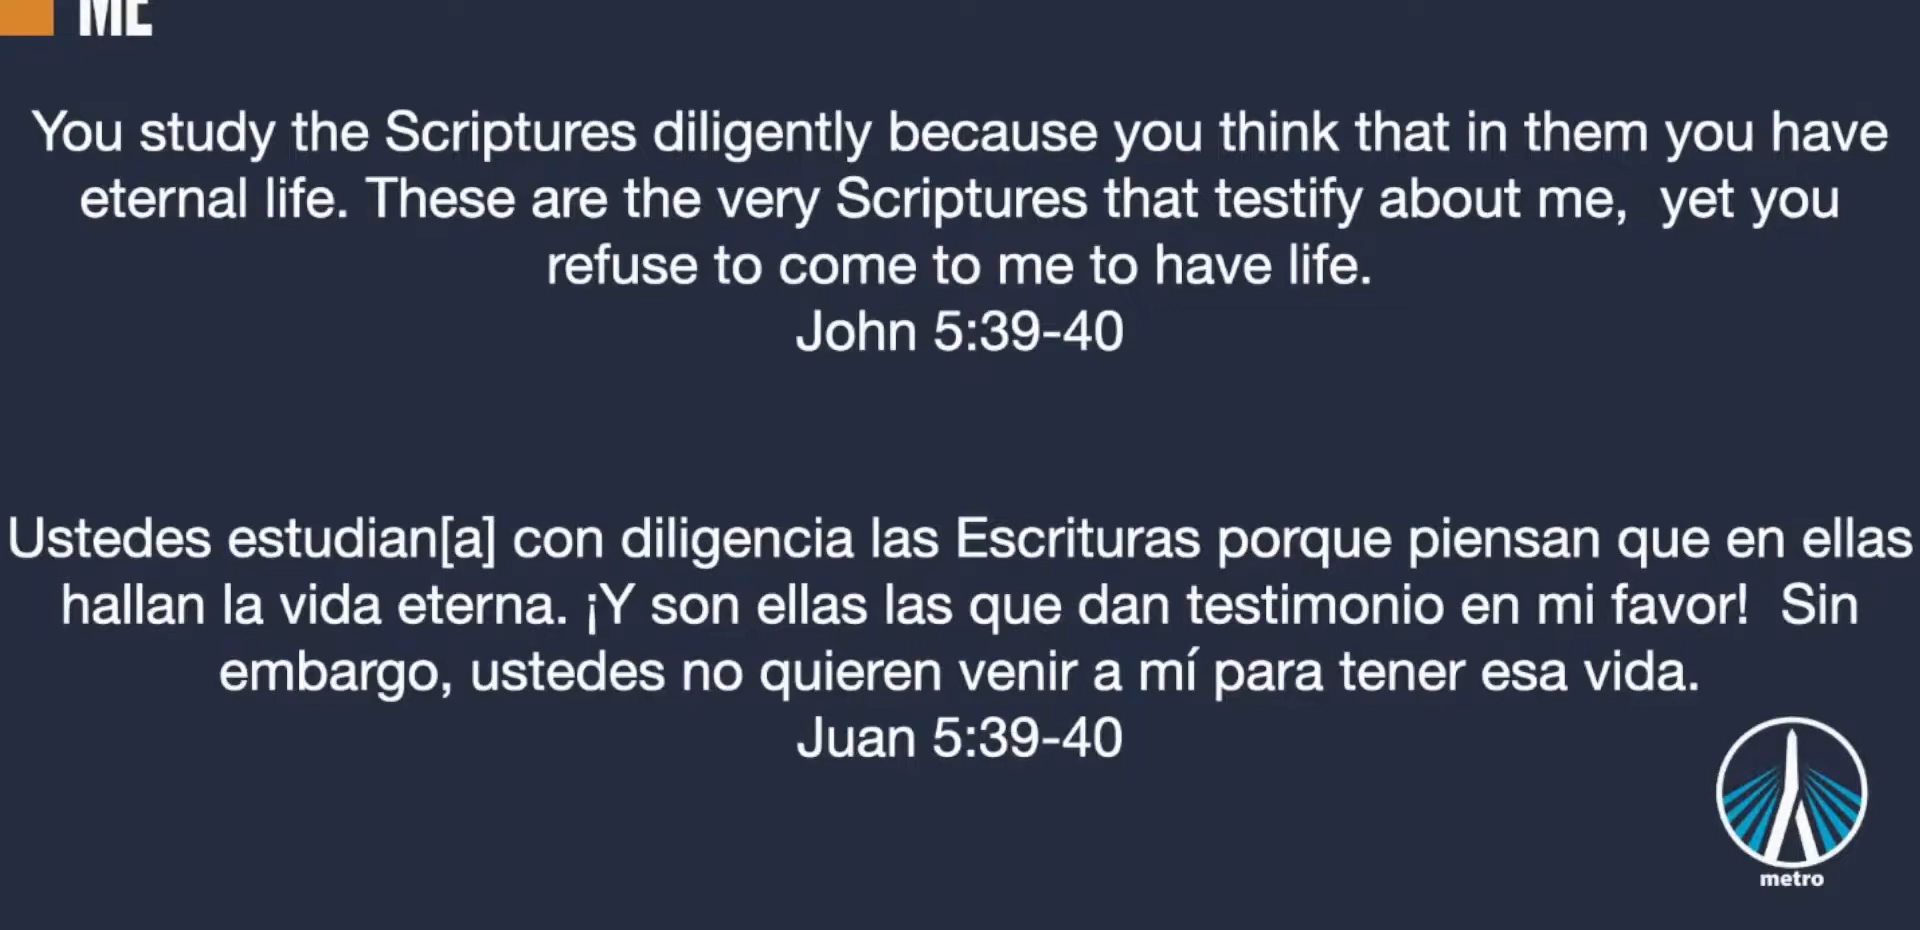 ME
You study the Scriptures diligently because you think that in them you have
eternal life. These are the very Scriptures that testify about me,  yet you
refuse to come to me to have life.
John 5:39-40
Ustedes estudian[a] con diligencia las Escrituras porque piensan que en ellas
hallan la vida eterna. ¡Y son ellas las que dan testimonio en mi favor!  Sin
embargo, ustedes no quieren venir a mí para tener esa vida.
Juan 5:39-40
metro